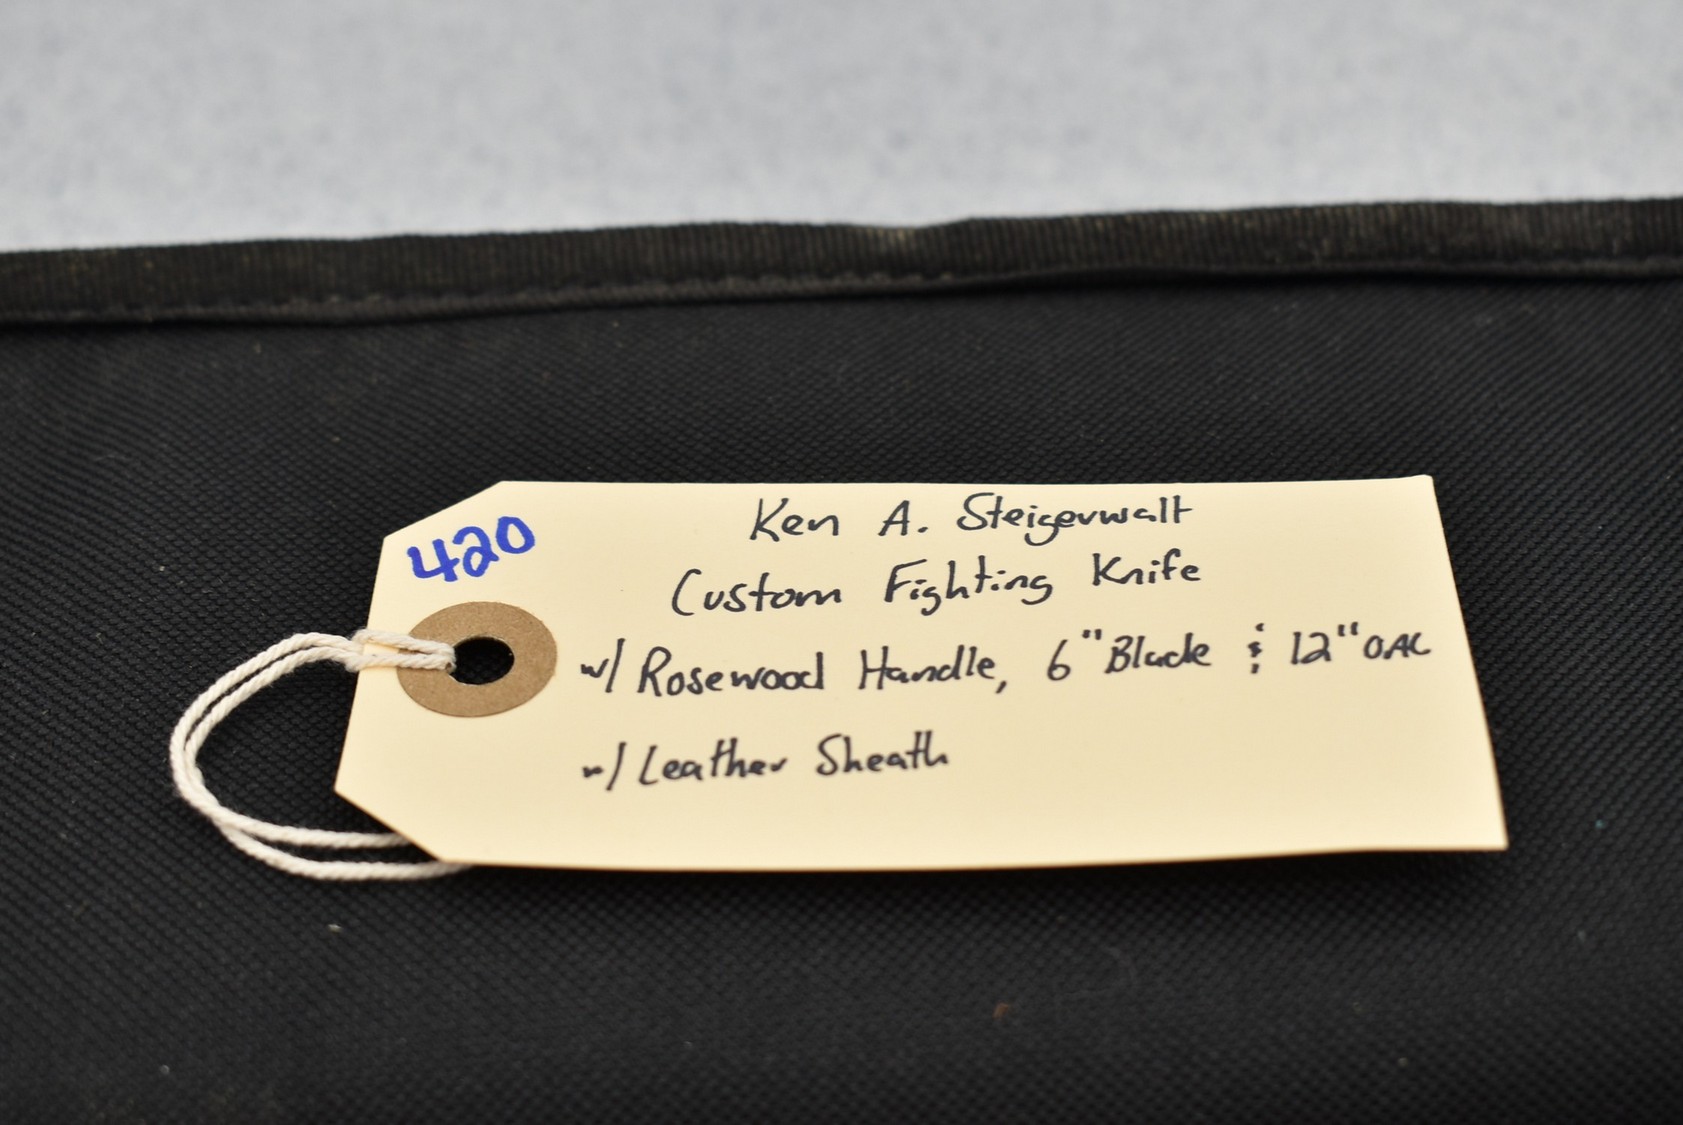 420
Ken A. Steigerwalt
Custom Fighting Knife
w/ Rosewood Handle, 6" Blade & 12" OAL
w/ Leather Sheath